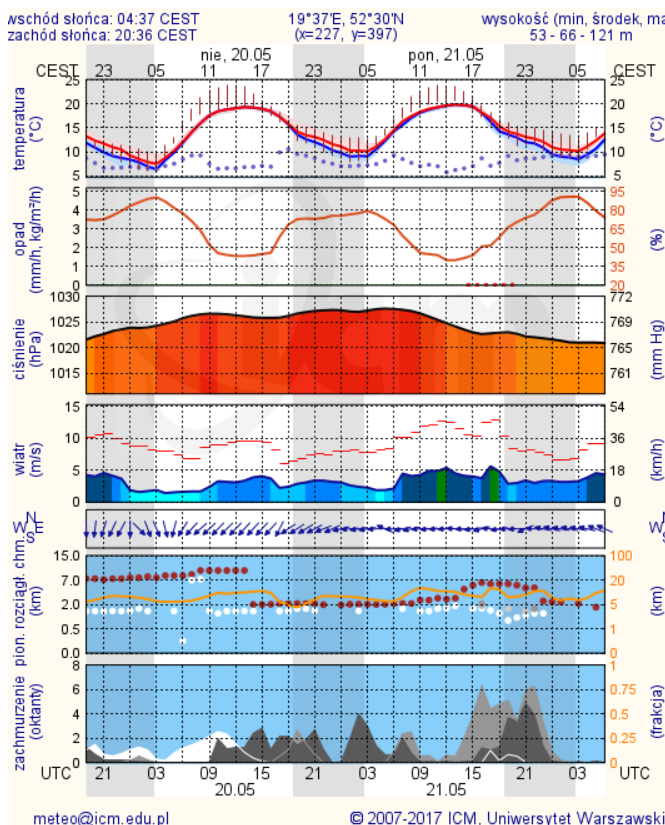 wschód słońca: 04:37 CEST 19°37'E, 52°30'N wysokość (min, środek, ma
zachód słońca: 20:36 CEST (x=227, y=397) 53 - 66 - 121 m
nie, 20.05 pon, 21.05
CEST 23 05 11 17 23 05 11 17 23 05 CEST
temperatura
(°C)
25 20 15 10 5
25 20 15 10 5
(°C)
opad
(mm/h, kg/m²/h)
5 4 3 2 1 0
95 80 65 50 35 20
(%)
ciśnienie
(hPa)
1030 1025 1020 1015
772 769 765 761
(mm Hg)
wiatr
(m/s)
15 10 5 0
54 36 18 0
(km/h)
N
W E
S
N
W
S
pion. rozciągł. chm.
(km)
15.0 7.0 2.0 0.5 0.0
100 20 5 1 0
(km)
zachmurzenie
(oktanty)
8 6 4 2 0
1 0.75 0.5 0.25 0
(frakcja)
UTC 21 03 09 15 21 03 09 15 21 03 UTC
20.05 21.05
meteo@icm.edu.pl © 2007-2017 ICM, Uniwersytet Warszawski